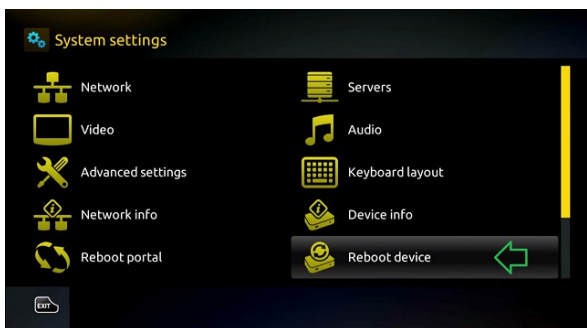 System settings
Network
Servers
Video
Audio
Advanced settings
Keyboard layout
Network info
Device info
Reboot portal
Reboot device
EXIT